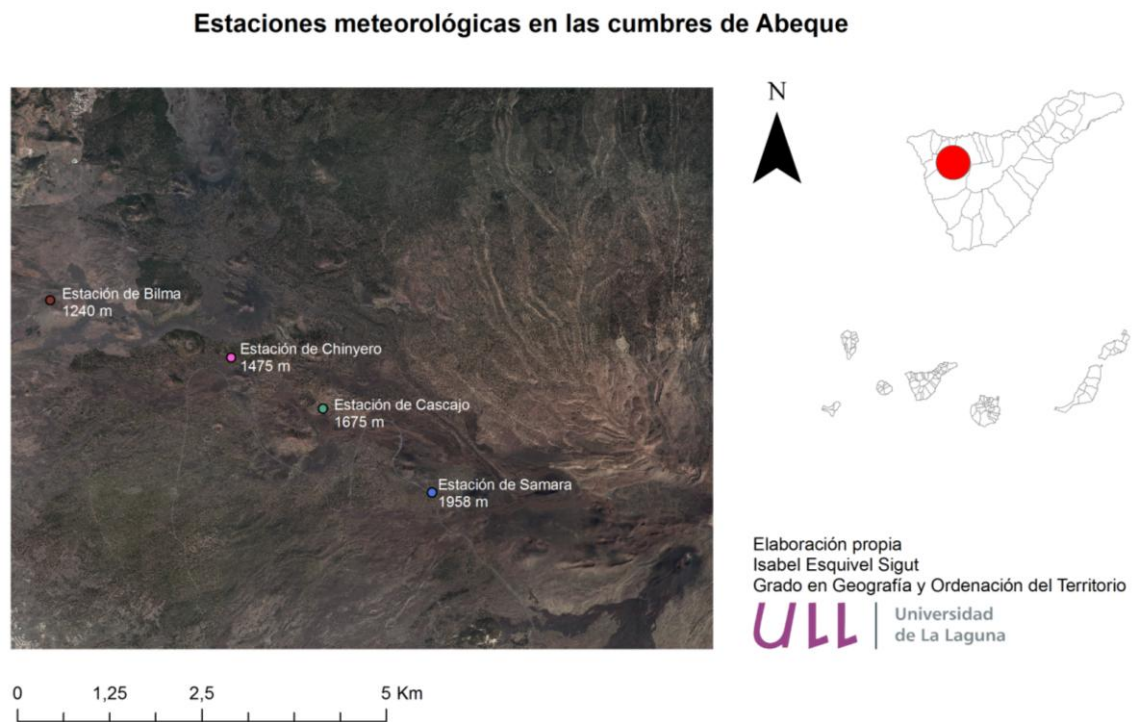 Estaciones meteorológicas en las cumbres de Abeque
N
Estación de Bilma
1240 m
Estación de Chinyero
1475 m
Estación de Cascajo
1675 m
Estación de Samara
1958 m
Elaboración propia
Isabel Esquivel Sigut
Grado en Geografía y Ordenación del Territorio
ULL
Universidad
de La Laguna
0 1,25 2,5 5 Km